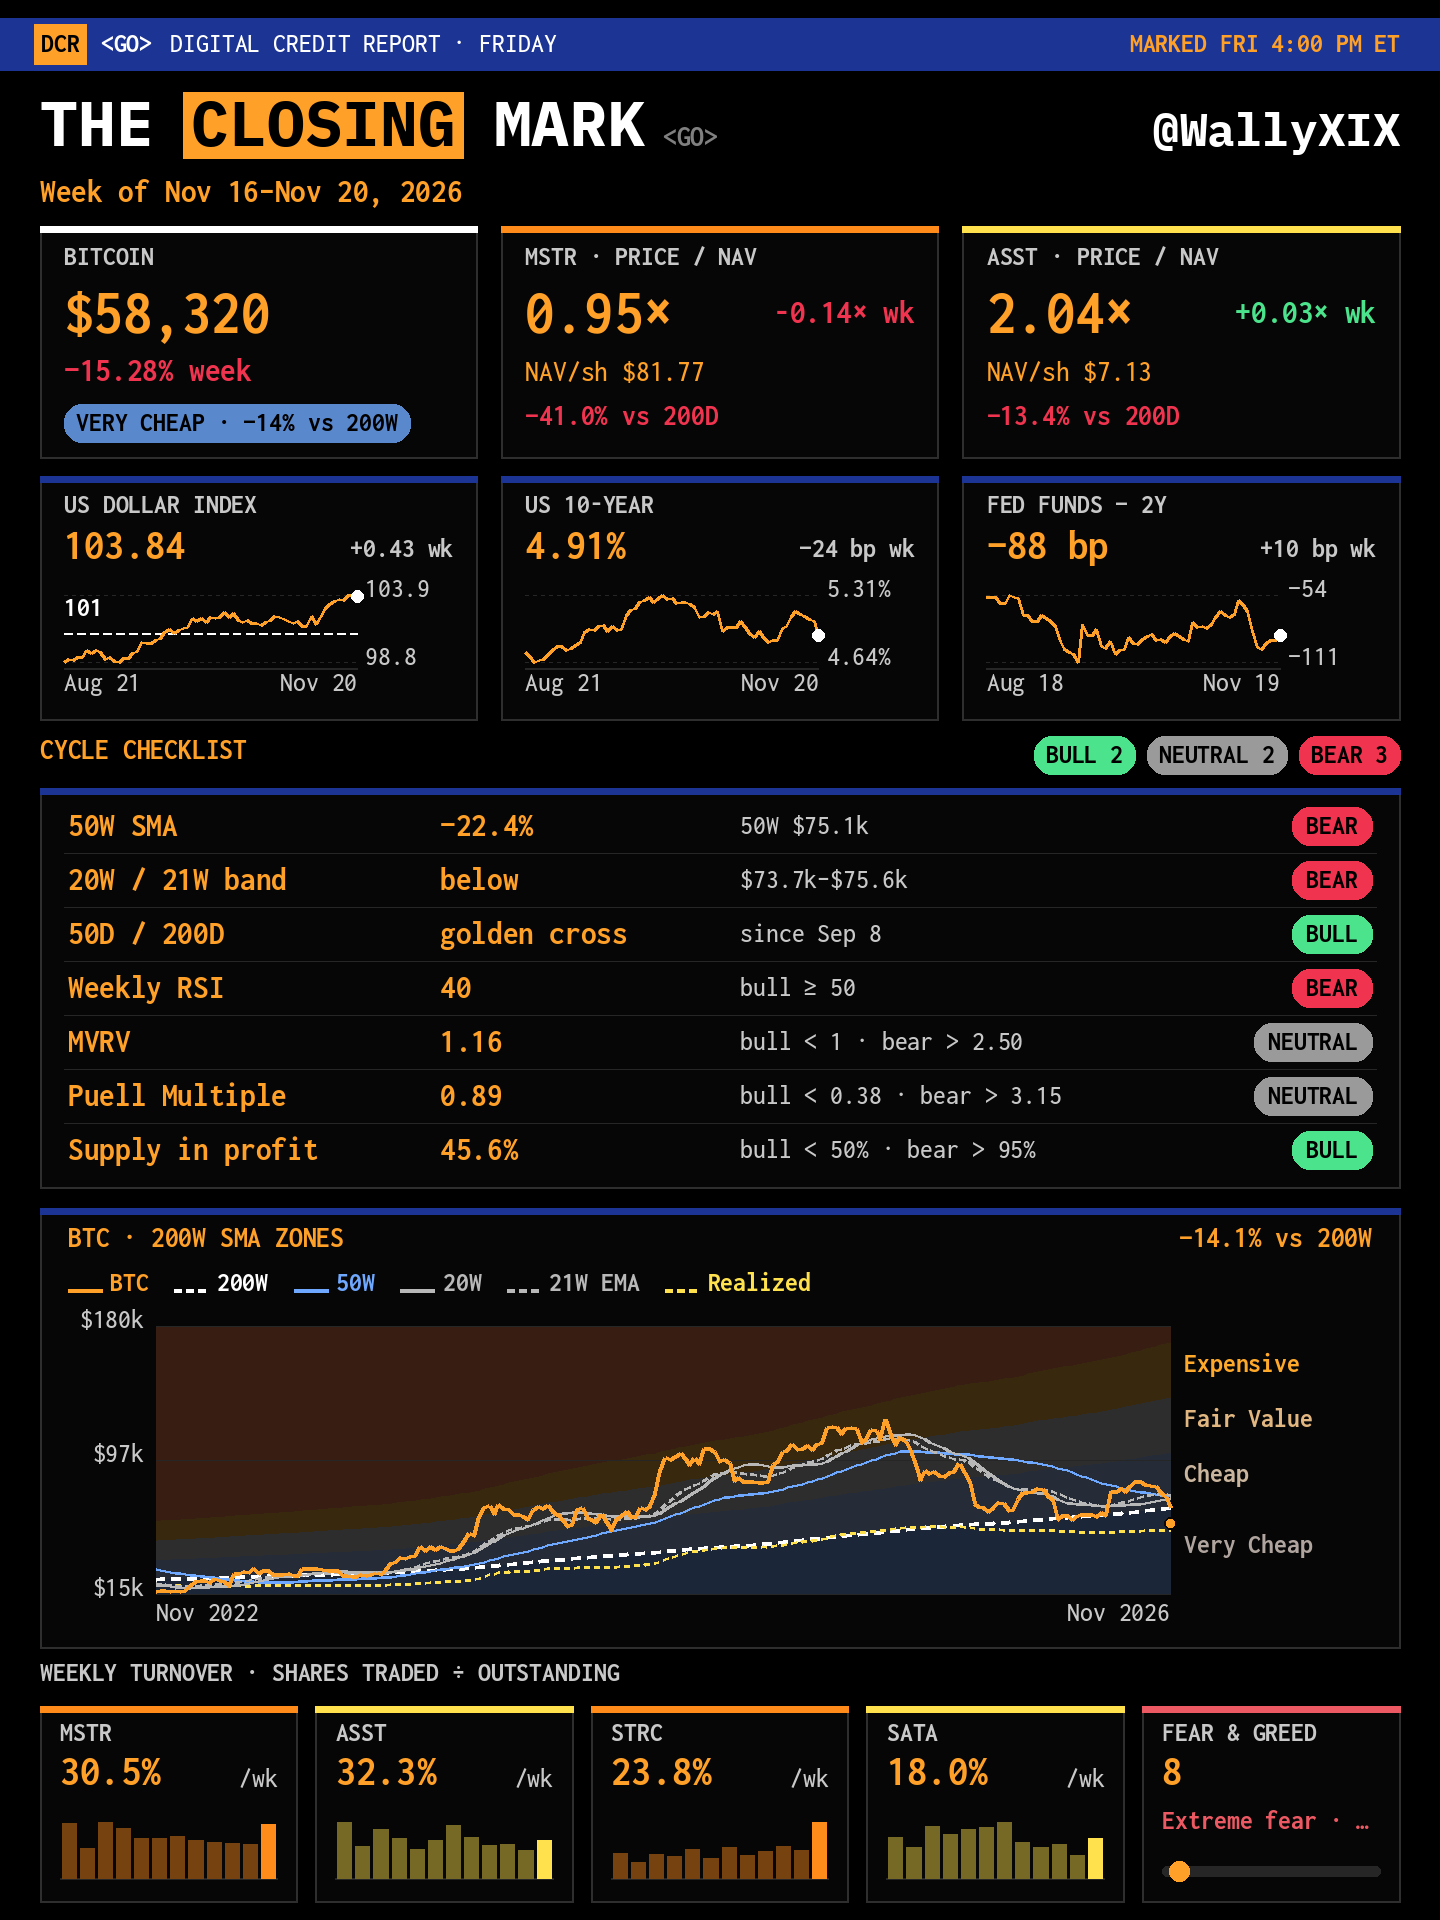 DCR <GO> DIGITAL CREDIT REPORT · FRIDAY MARKED FRI 4:00 PM ET
THE CLOSING MARK <GO> @WallyXIX
Week of Nov 16–Nov 20, 2026
BITCOIN
$58,320
−15.28% week
VERY CHEAP · −14% vs 200W
MSTR · PRICE / NAV
0.95× -0.14× wk
NAV/sh $81.77
−41.0% vs 200D
ASST · PRICE / NAV
2.04× +0.03× wk
NAV/sh $7.13
−13.4% vs 200D
US DOLLAR INDEX
103.84 +0.43 wk
103.9
101
98.8
Aug 21 Nov 20
US 10-YEAR
4.91% −24 bp wk
5.31%
4.64%
Aug 21 Nov 20
FED FUNDS − 2Y
−88 bp +10 bp wk
−54
−111
Aug 18 Nov 19
CYCLE CHECKLIST BULL 2 NEUTRAL 2 BEAR 3
50W SMA −22.4% 50W $75.1k BEAR
20W / 21W band below $73.7k–$75.6k BEAR
50D / 200D golden cross since Sep 8 BULL
Weekly RSI 40 bull ≥ 50 BEAR
MVRV 1.16 bull < 1 · bear > 2.50 NEUTRAL
Puell Multiple 0.89 bull < 0.38 · bear > 3.15 NEUTRAL
Supply in profit 45.6% bull < 50% · bear > 95% BULL
BTC · 200W SMA ZONES −14.1% vs 200W
BTC 200W 50W 20W 21W EMA Realized
$180k
Expensive
Fair Value
$97k
Cheap
Very Cheap
$15k
Nov 2022 Nov 2026
WEEKLY TURNOVER · SHARES TRADED ÷ OUTSTANDING
MSTR
30.5% /wk
ASST
32.3% /wk
STRC
23.8% /wk
SATA
18.0% /wk
FEAR & GREED
8
Extreme fear · …